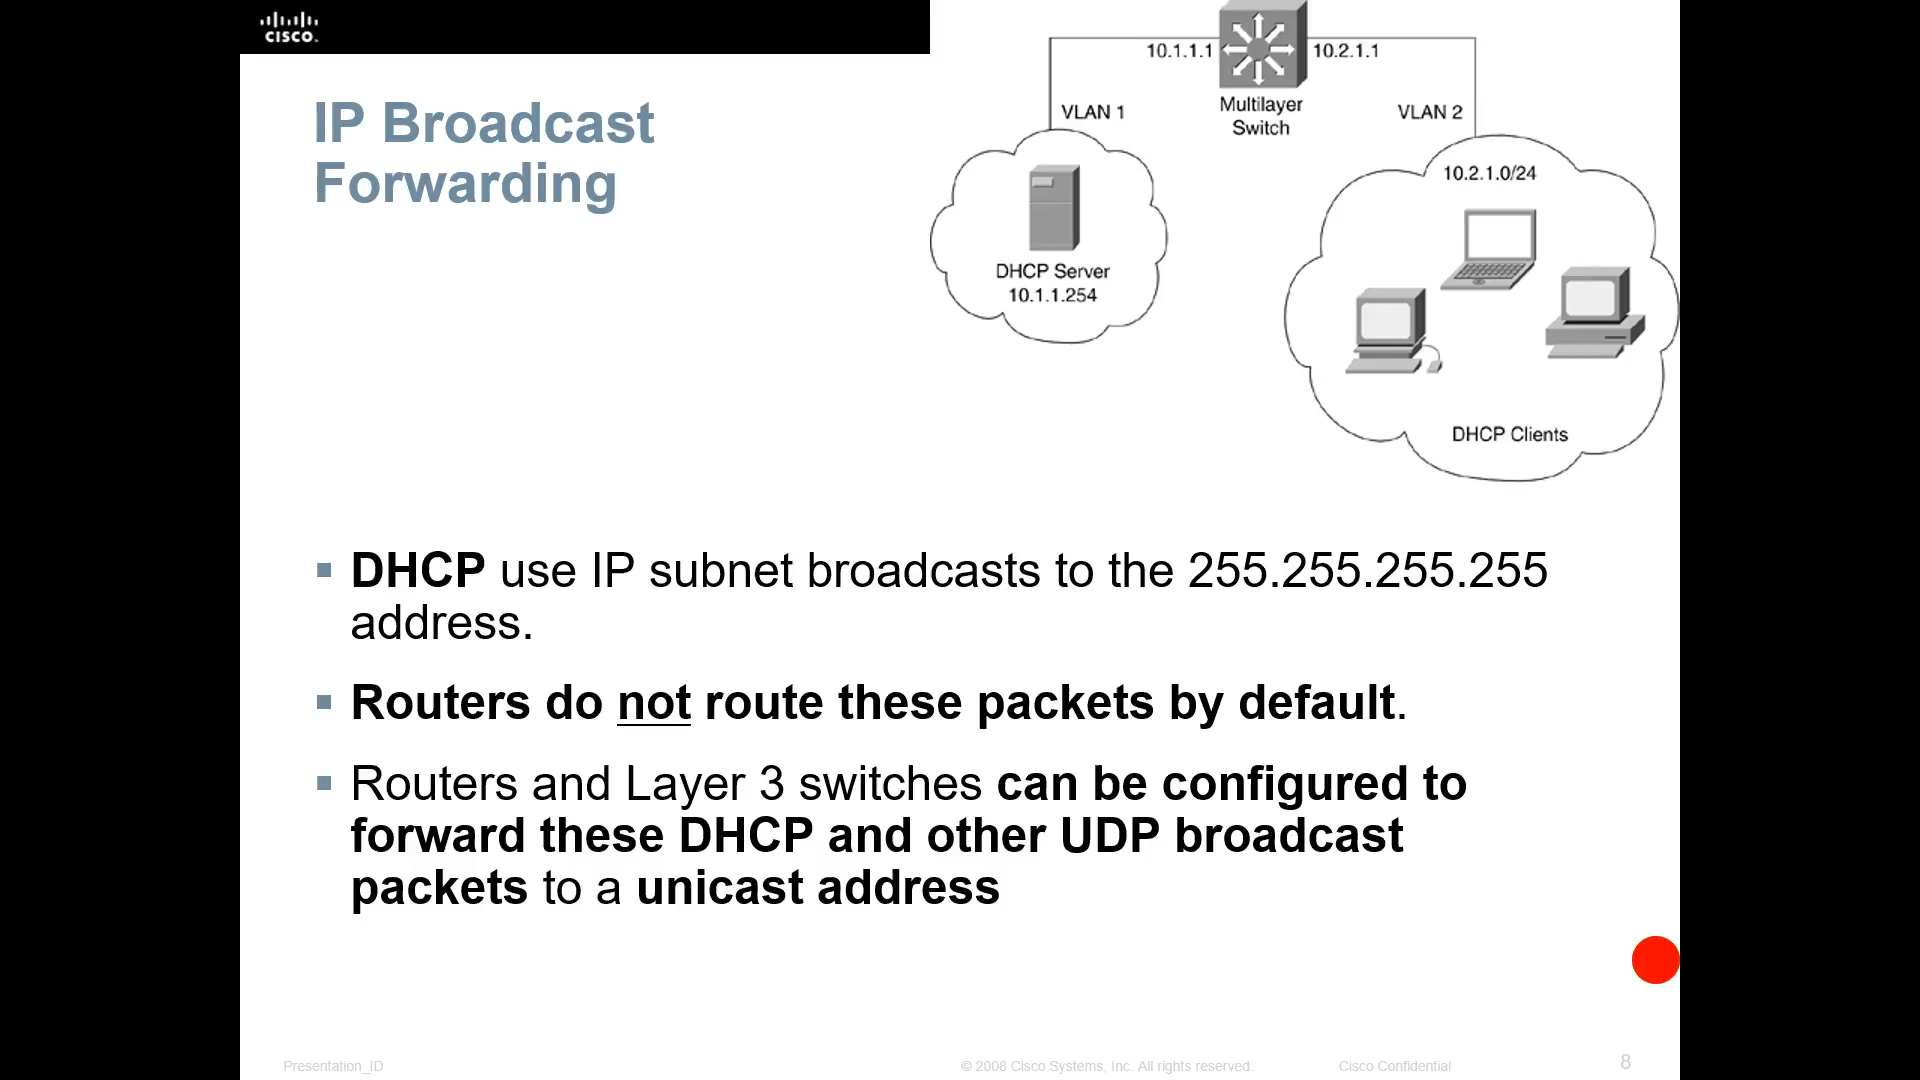 CISCO.
IP Broadcast
Forwarding
10.1.1.1
10.2.1.1
VLAN 1
Multilayer
Switch
VLAN 2
10.2.1.0/24
DHCP Server
10.1.1.254
DHCP Clients
DHCP use IP subnet broadcasts to the 255.255.255.255
address.
Routers do not route these packets by default.
Routers and Layer 3 switches can be configured to
forward these DHCP and other UDP broadcast
packets to a unicast address
Presentation_ID
© 2008 Cisco Systems, Inc. All rights reserved.
Cisco Confidential
8